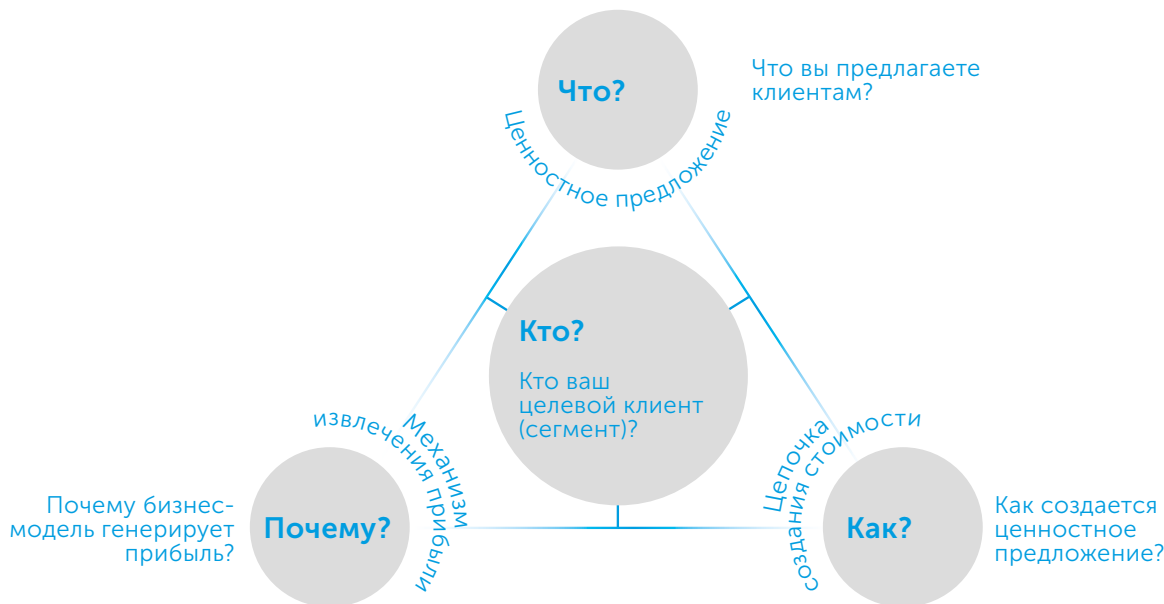 Что?
Что вы предлагаете
клиентам?
Ценностное предложение
Кто?
Кто ваш
целевой клиент
(сегмент)?
Механизм
извлечения прибыли
Почему?
Почему бизнес-
модель генерирует
прибыль?
Цепочка
создания стоимости
Как?
Как создается
ценностное
предложение?